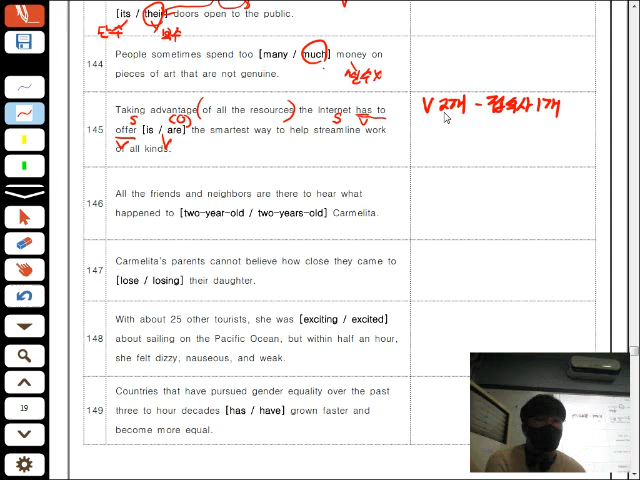 [its / their] doors open to the public.
단수 복수
144
People sometimes spend too [many / much] money on
pieces of art that are not genuine.
셀수X
Taking advantage ( of all the resources ) the Internet has to
S (O) S V
145
offer [is / are] the smartest way to help streamline work
V V
of all kinds.
V 2개 - 접속사 1개
146
All the friends and neighbors are there to hear what
happened to [two-year-old / two-years-old] Carmelita.
147
Carmelita's parents cannot believe how close they came to
[lose / losing] their daughter.
148
With about 25 other tourists, she was [exciting / excited]
about sailing on the Pacific Ocean, but within half an hour,
she felt dizzy, nauseous, and weak.
149
Countries that have pursued gender equality over the past
three to hour decades [has / have] grown faster and
become more equal.
19